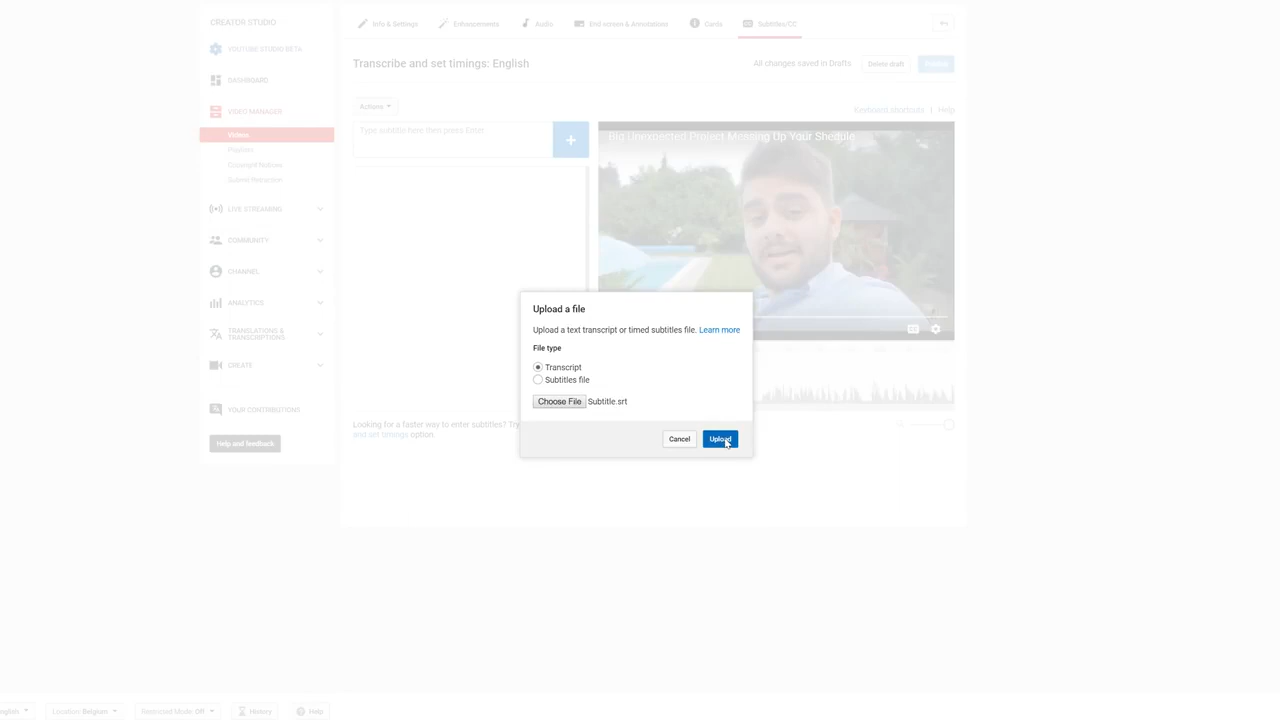 CREATOR STUDIO
YOUTUBE STUDIO BETA
DASHBOARD
VIDEO MANAGER
Videos
Playlists
Copyright Notices
Submit Retraction
LIVE STREAMING
COMMUNITY
CHANNEL
ANALYTICS
TRANSLATIONS &
TRANSCRIPTIONS
CREATE
YOUR CONTRIBUTIONS
Help and feedback
Info & Settings
Enhancements
Audio
End screen & Annotations
Cards
CC Subtitles/CC
Transcribe and set timings: English
All changes saved in Drafts
Delete draft
Publish
Actions
Keyboard shortcuts | Help
Type subtitle here then press Enter
+
Big Unexpected Project Messing Up Your Shedule
Upload a file
Upload a text transcript or timed subtitles file. Learn more
File type
Transcript
Subtitles file
Choose File Subtitle.srt
Cancel
Upload
Looking for a faster way to enter subtitles? Try
and set timings option.
nglish
Location: Belgium
Restricted Mode: Off
History
Help